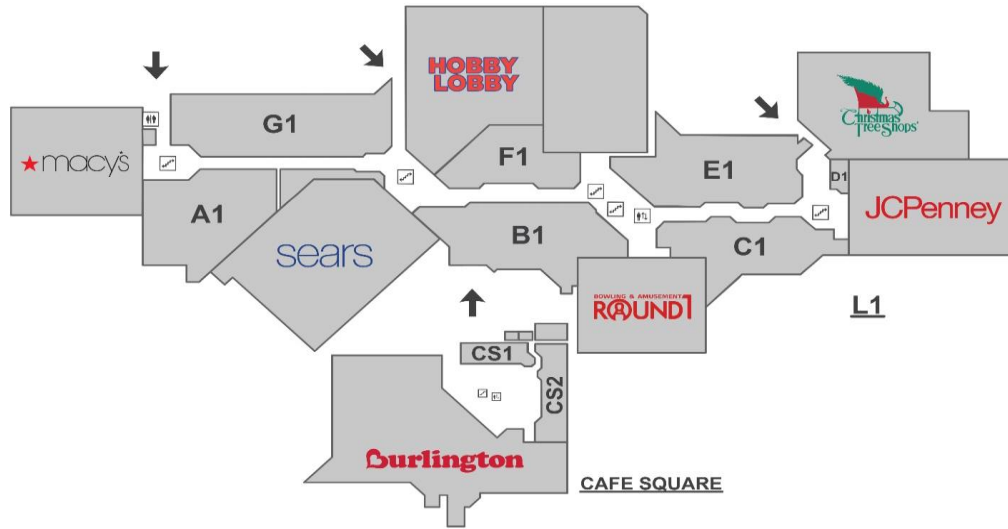 HOBBY
LOBBY
G1
macy's
F1
Christmas
Tree Shops
E1
D1
A1
JCPenney
B1
sears
C1
BOWLING & AMUSEMENT
ROUND1
L1
CS1
CS2
Burlington
CAFE SQUARE